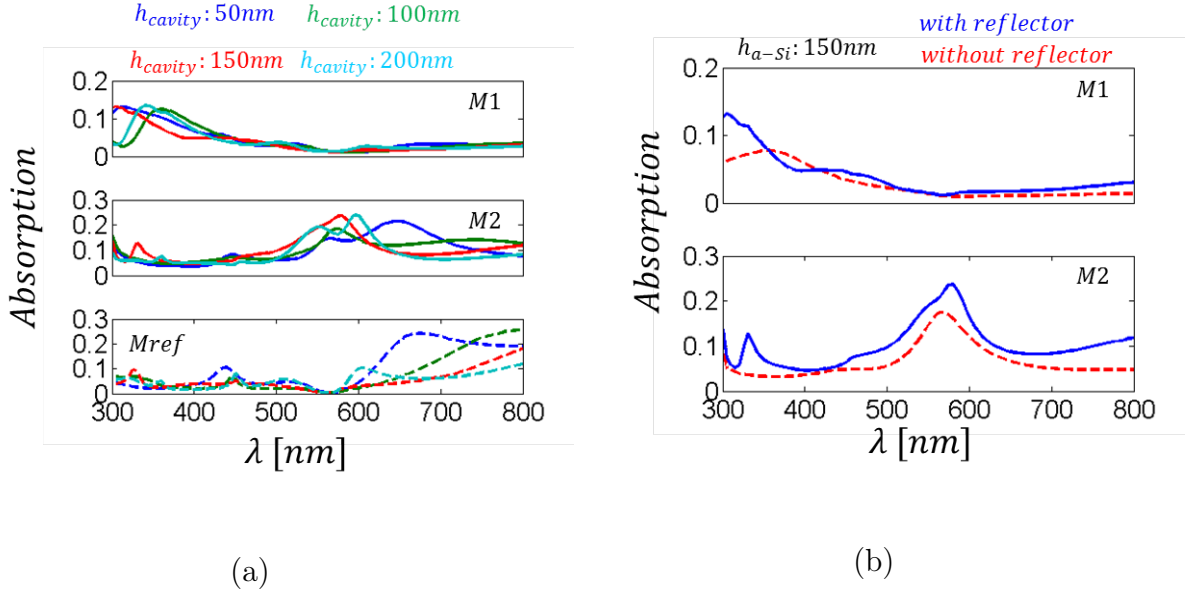 h_cavity: 50nm h_cavity: 100nm
h_cavity: 150nm h_cavity: 200nm
Absorption
0.2
0.1
0
M1
0.3
0.2
0.1
0
M2
0.3
0.2
0.1
0
Mref
300 400 500 600 700 800
λ [nm]
(a)
with reflector
h_a−Si: 150nm without reflector
Absorption
0.2
0.1
0
M1
0.3
0.2
0.1
0
M2
300 400 500 600 700 800
λ [nm]
(b)